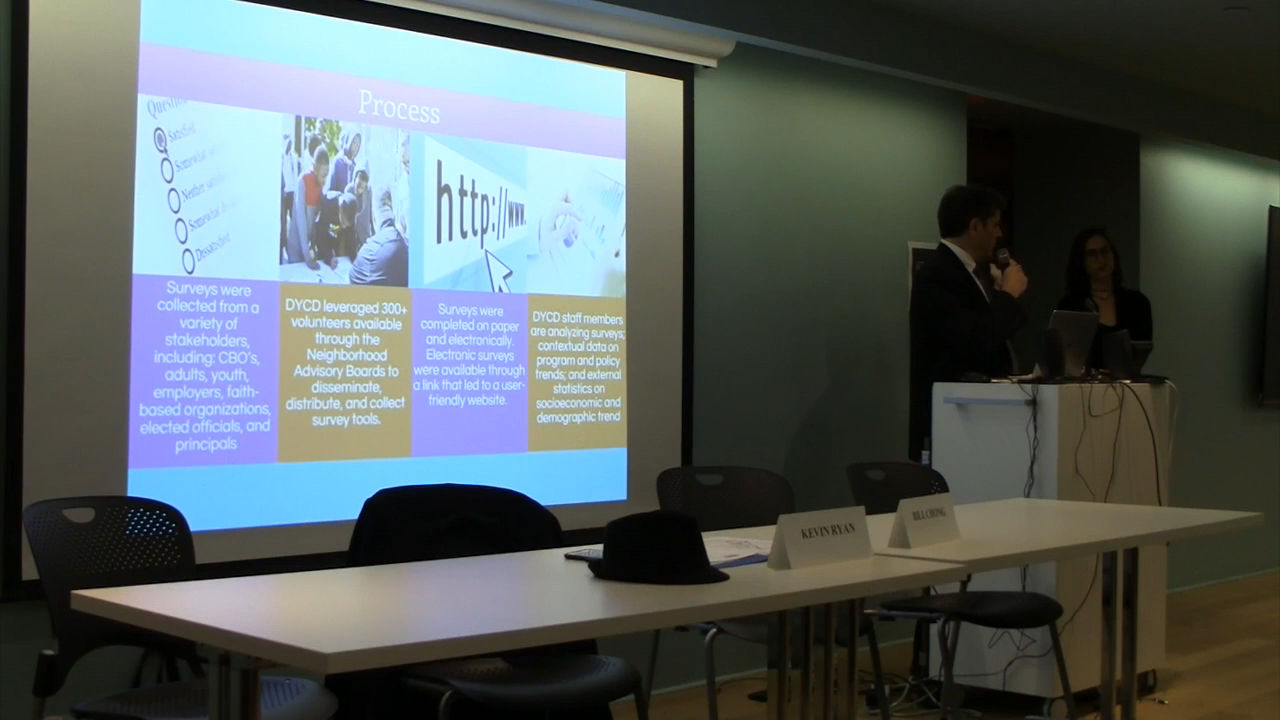 Process
Satisfied
Dissatisfied
http://www.
Surveys were
collected from a
variety of
stakeholders,
including: CBO's,
adults, youth,
employers, faith-
based organizations,
elected officials, and
principals
DYCD leveraged 300+
volunteers available
through the
Neighborhood
Advisory Boards to
disseminate,
distribute, and collect
survey tools.
Surveys were
completed on paper
and electronically.
Electronic surveys
were available through
a link that led to a user-
friendly website.
DYCD staff members
are analyzing surveys;
contextual data on
program and policy
trends; and external
statistics on
socioeconomic and
demographic trend
KEVIN RYAN
BILL CHONG